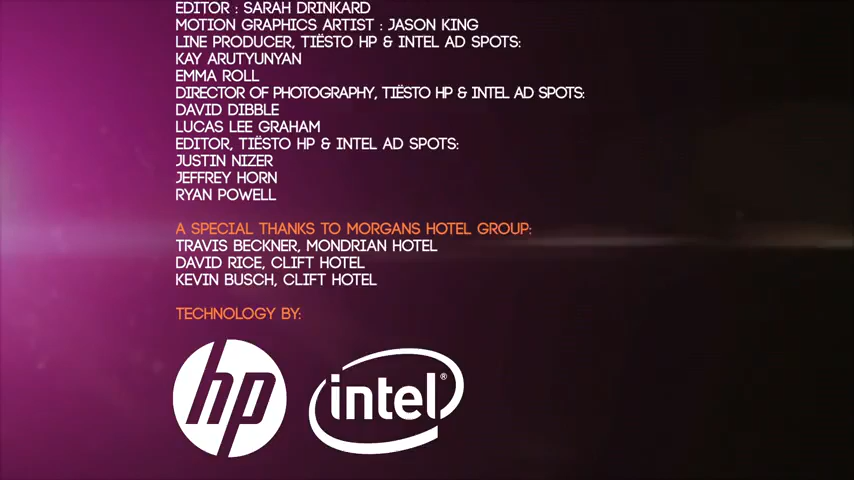 EDITOR : SARAH DRINKARD
MOTION GRAPHICS ARTIST : JASON KING
LINE PRODUCER, TIËSTO HP & INTEL AD SPOTS:
KAY ARUTYUNYAN
EMMA ROLL
DIRECTOR OF PHOTOGRAPHY, TIËSTO HP & INTEL AD SPOTS:
DAVID DIBBLE
LUCAS LEE GRAHAM
EDITOR, TIËSTO HP & INTEL AD SPOTS:
JUSTIN NIZER
JEFFREY HORN
RYAN POWELL
A SPECIAL THANKS TO MORGANS HOTEL GROUP:
TRAVIS BECKNER, MONDRIAN HOTEL
DAVID RICE, CLIFT HOTEL
KEVIN BUSCH, CLIFT HOTEL
TECHNOLOGY BY:
hp intel®